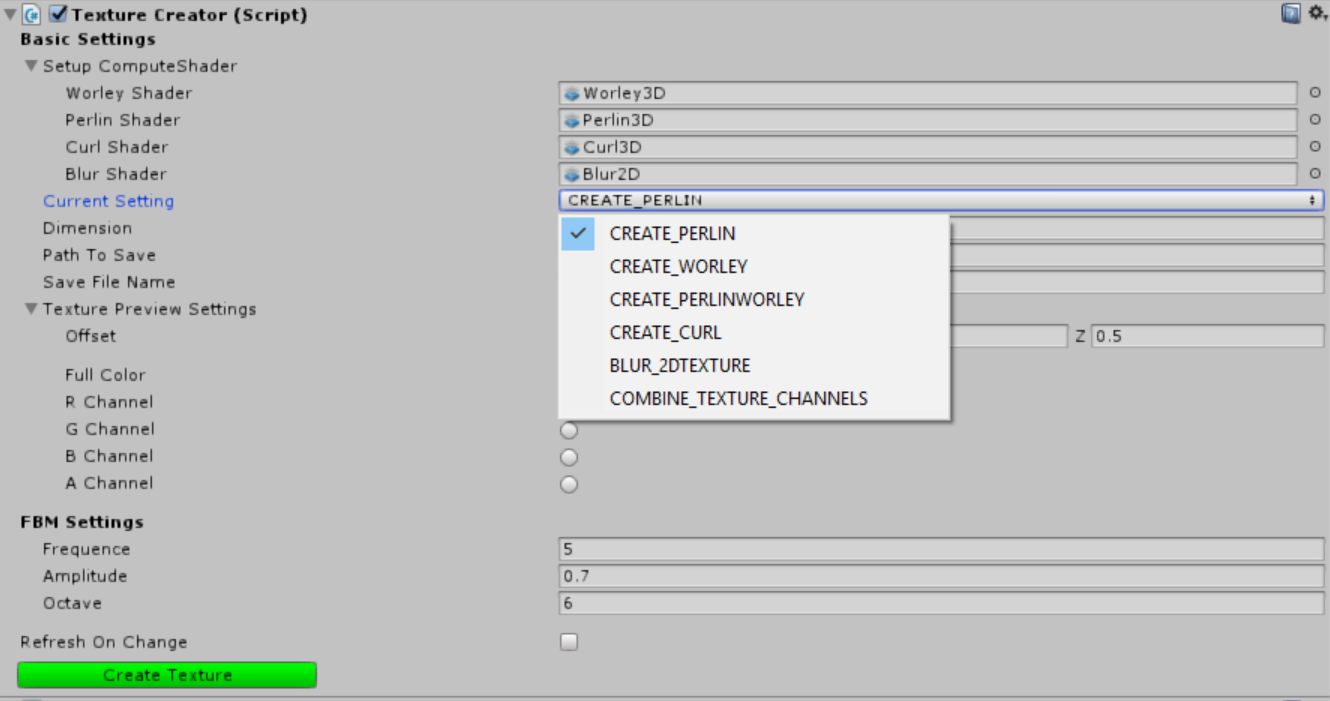 Texture Creator (Script)
Basic Settings
Setup ComputeShader
Worley Shader Worley3D
Perlin Shader Perlin3D
Curl Shader Curl3D
Blur Shader Blur2D
Current Setting CREATE_PERLIN
Dimension
CREATE_PERLIN
Path To Save
CREATE_WORLEY
Save File Name
CREATE_PERLINWORLEY
Texture Preview Settings
CREATE_CURL
Offset Z 0.5
BLUR_2DTEXTURE
Full Color
COMBINE_TEXTURE_CHANNELS
R Channel
G Channel
B Channel
A Channel
FBM Settings
Frequence 5
Amplitude 0.7
Octave 6
Refresh On Change
Create Texture